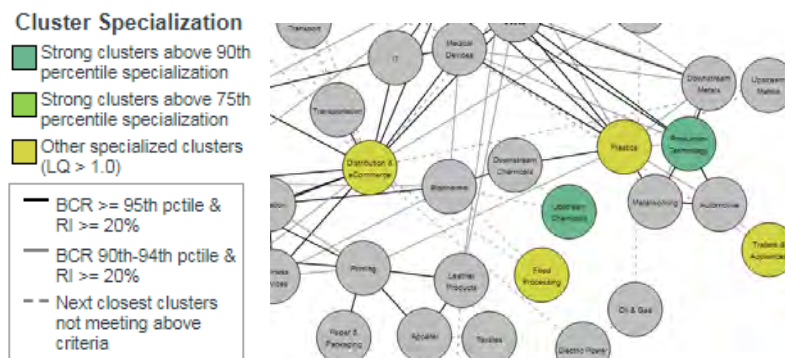 Cluster Specialization
Strong clusters above 90th
percentile specialization
Strong clusters above 75th
percentile specialization
Other specialized clusters
(LQ > 1.0)
BCR >= 95th pctile &
RI >= 20%
BCR 90th-94th pctile &
RI >= 20%
Next closest clusters
not meeting above
criteria
Transport
IT
Medical
Devices
Downstream
Metals
Upstream
Metals
Transportation
Distribution &
eCommerce
Plastics
Production
Technology
Downstream
Chemicals
Biopharma
Upstream
Chemicals
Metalworking
Automotive
Food
Processing
Printing
Leather
Products
Oil & Gas
Paper &
Packaging
Apparel
Textiles
Electric Power